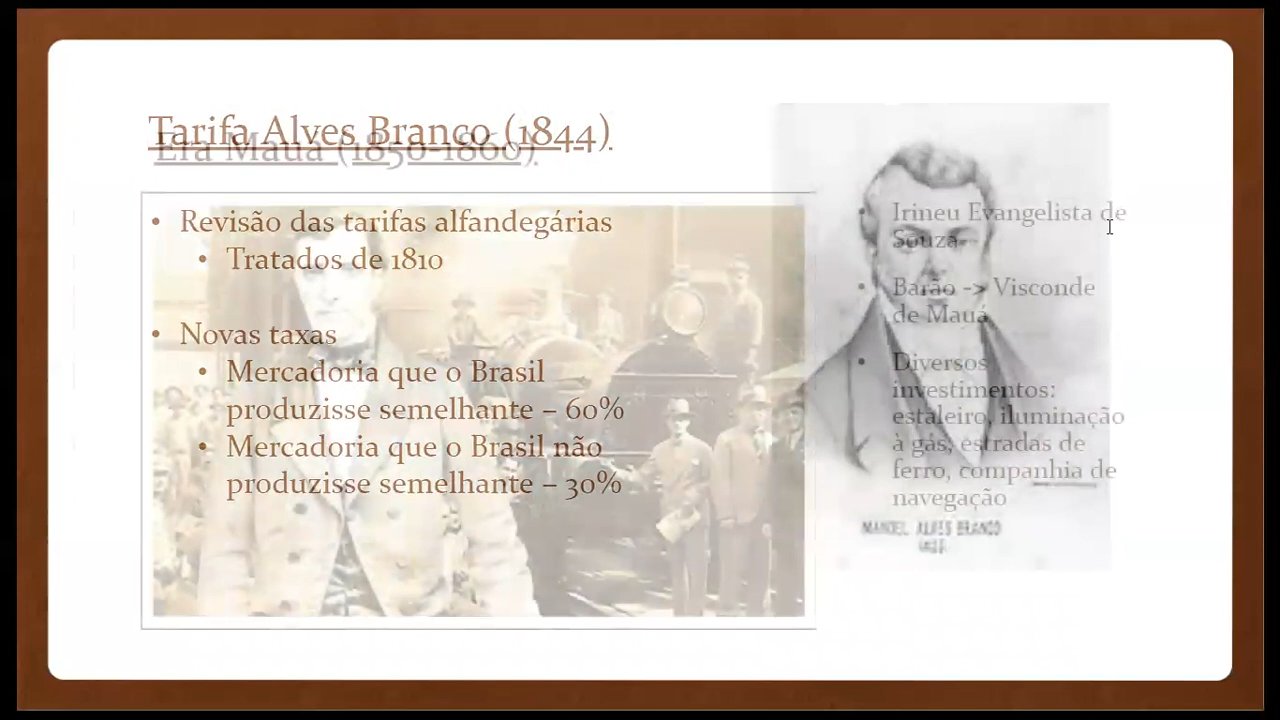 Tarifa Alves Branco (1844)
Era Mauá (1850-1860)
• Revisão das tarifas alfandegárias
• Tratados de 1810
• Novas taxas
• Mercadoria que o Brasil
produzisse semelhante – 60%
• Mercadoria que o Brasil não
produzisse semelhante – 30%
• Irineu Evangelista de
Souza
• Barão -> Visconde
de Mauá
• Diversos
investimentos:
estaleiro, iluminação
à gás, estradas de
ferro, companhia de
navegação
MANOEL ALVES BRANCO